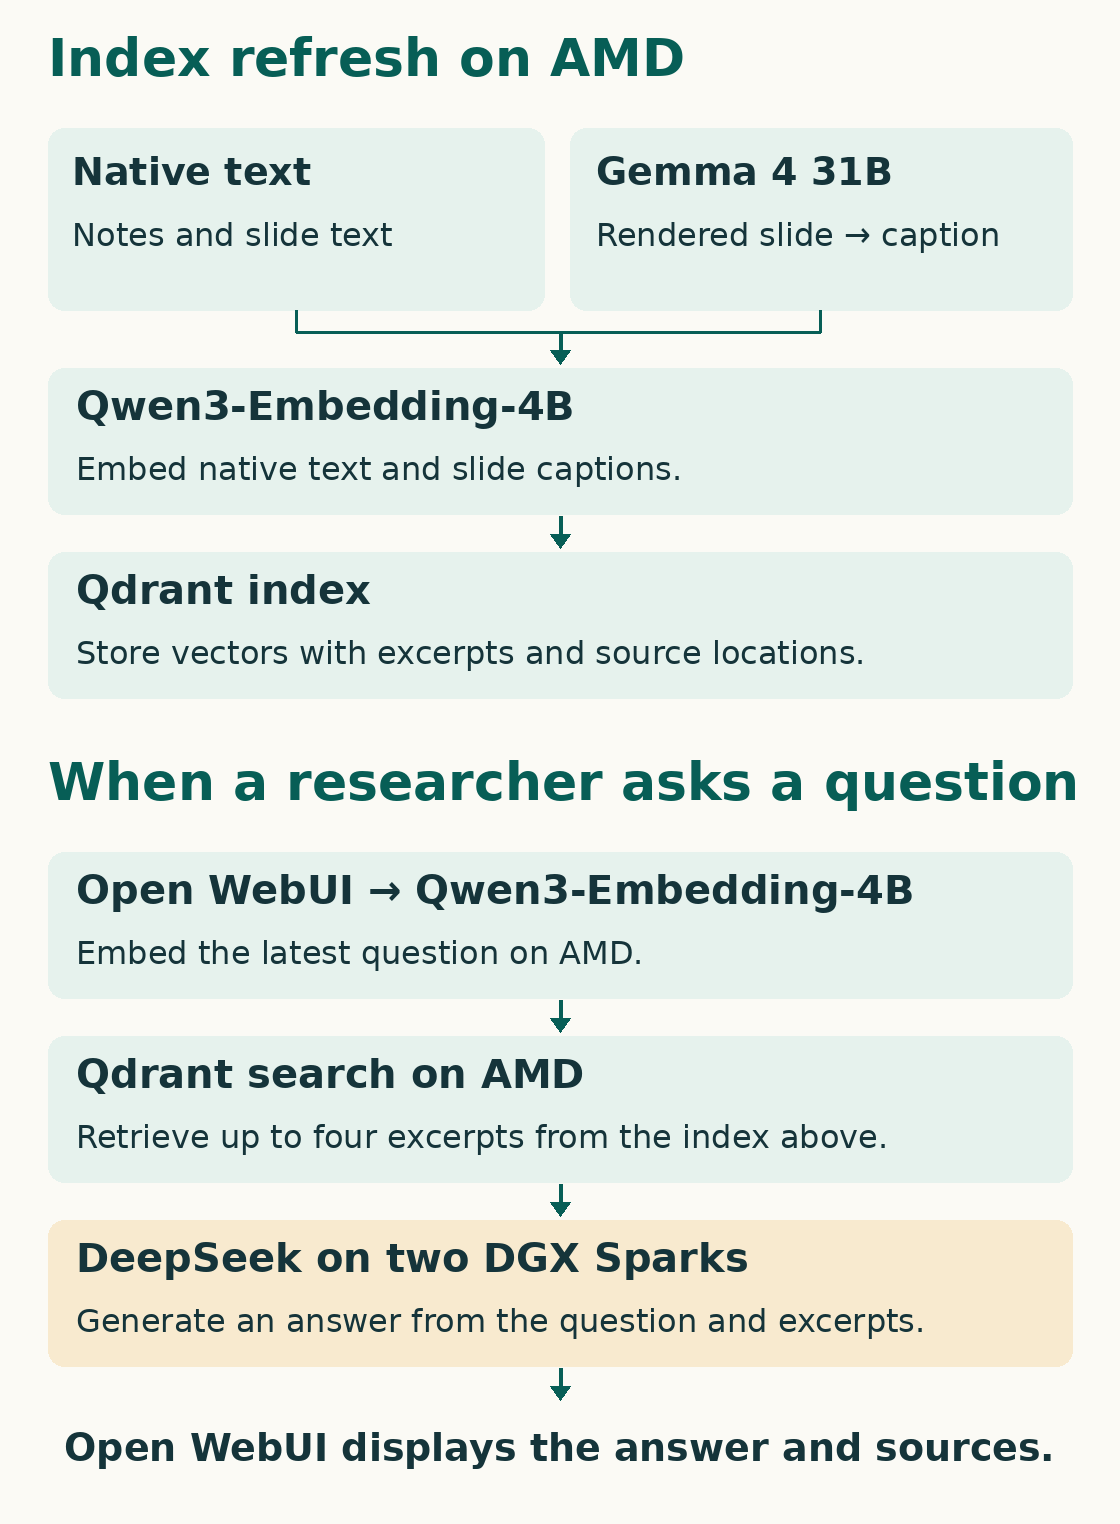 Index refresh on AMD
Native text
Notes and slide text
Gemma 4 31B
Rendered slide → caption
Qwen3-Embedding-4B
Embed native text and slide captions.
Qdrant index
Store vectors with excerpts and source locations.
When a researcher asks a question
Open WebUI → Qwen3-Embedding-4B
Embed the latest question on AMD.
Qdrant search on AMD
Retrieve up to four excerpts from the index above.
DeepSeek on two DGX Sparks
Generate an answer from the question and excerpts.
Open WebUI displays the answer and sources.